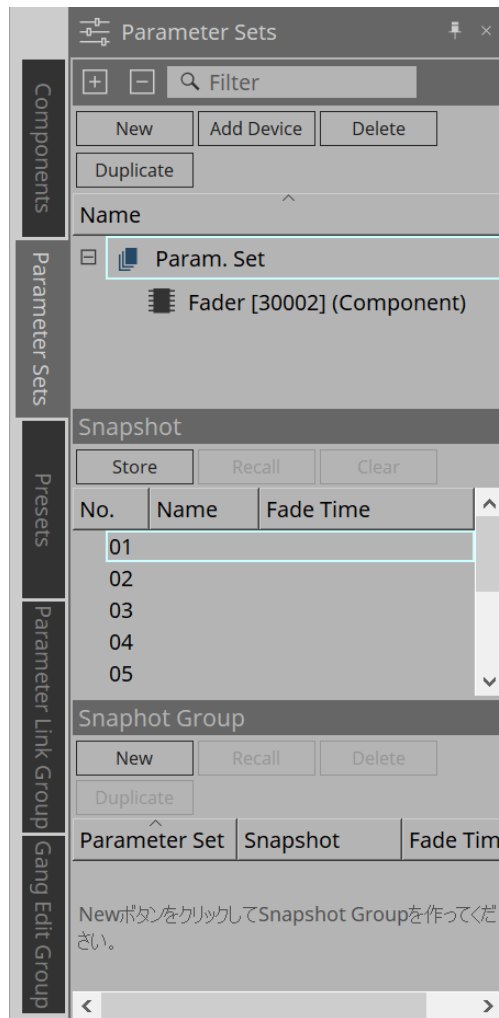 Parameter Sets
Filter
New Add Device Delete
Duplicate
Name
Param. Set
Fader [30002] (Component)
Snapshot
Store Recall Clear
No. Name Fade Time
01
02
03
04
05
Snaphot Group
New Recall Delete
Duplicate
Parameter Set Snapshot Fade Tim
Newボタンをクリックして Snapshot Groupを作ってくだ
さい。
Components
Parameter Sets
Presets
Parameter Link Group
Gang Edit Group